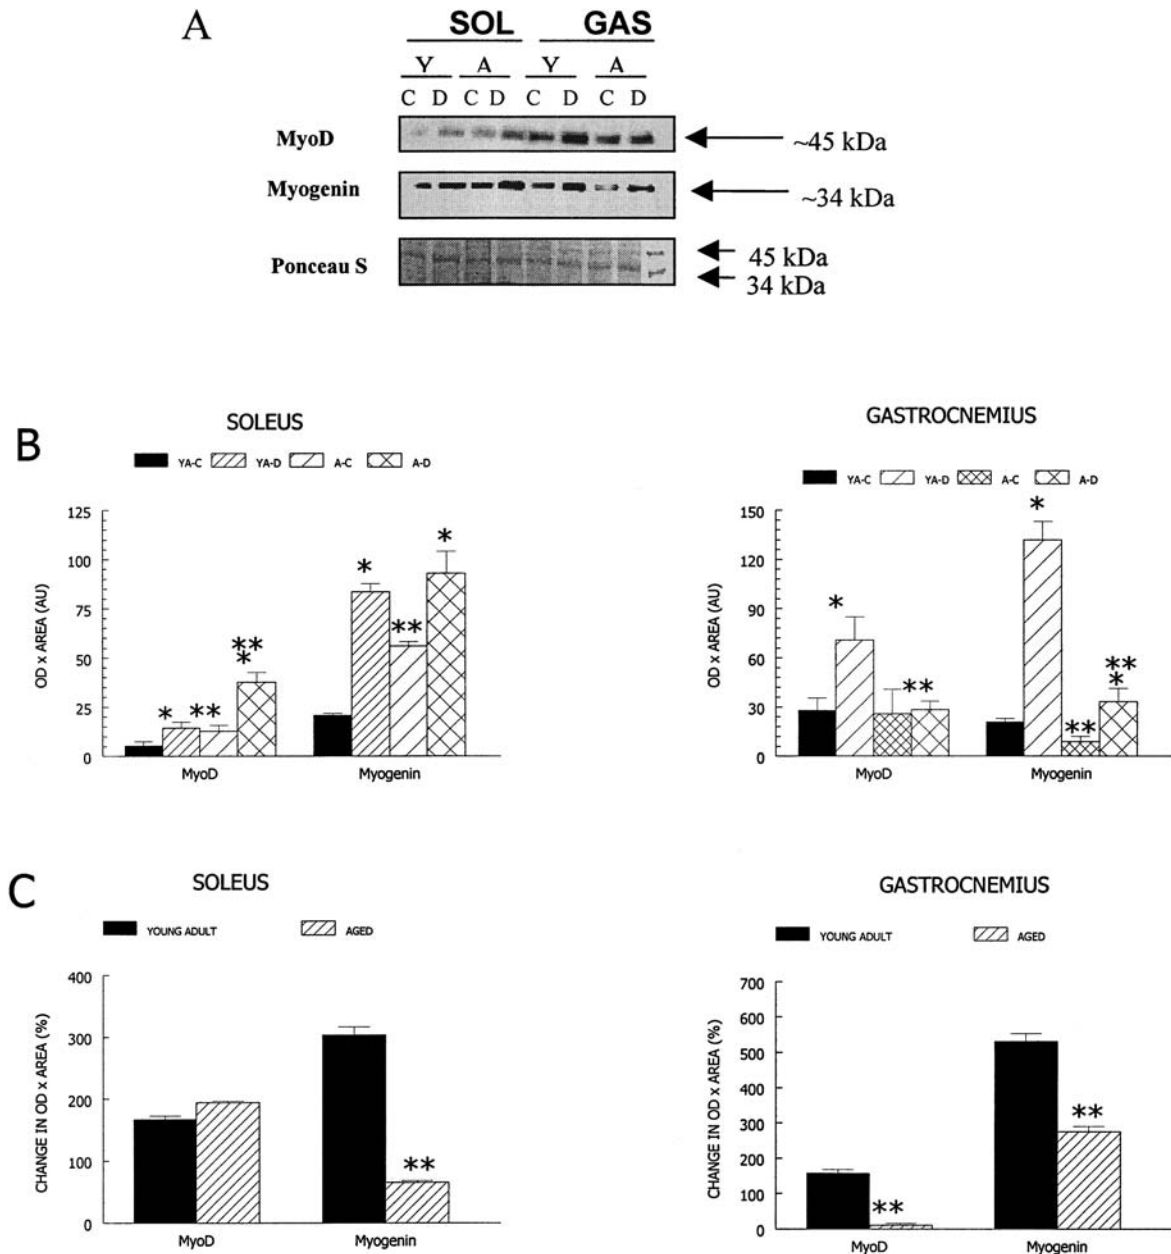 A
SOL GAS
Y A Y A
C D C D C D C D
MyoD ~45 kDa
Myogenin ~34 kDa
Ponceau S 45 kDa
34 kDa
B
SOLEUS
YA-C YA-D A-C A-D
OD x AREA (AU)
125
100
75
50
25
0
* ** ** * * ** *
MyoD Myogenin
GASTROCNEMIUS
YA-C YA-D A-C A-D
OD x AREA (AU)
150
120
90
60
30
0
* ** * ** ** *
MyoD Myogenin
C
SOLEUS
YOUNG ADULT AGED
CHANGE IN OD x AREA (%)
400
300
200
100
0
**
MyoD Myogenin
GASTROCNEMIUS
YOUNG ADULT AGED
CHANGE IN OD x AREA (%)
700
600
500
400
300
200
100
0
** **
MyoD Myogenin